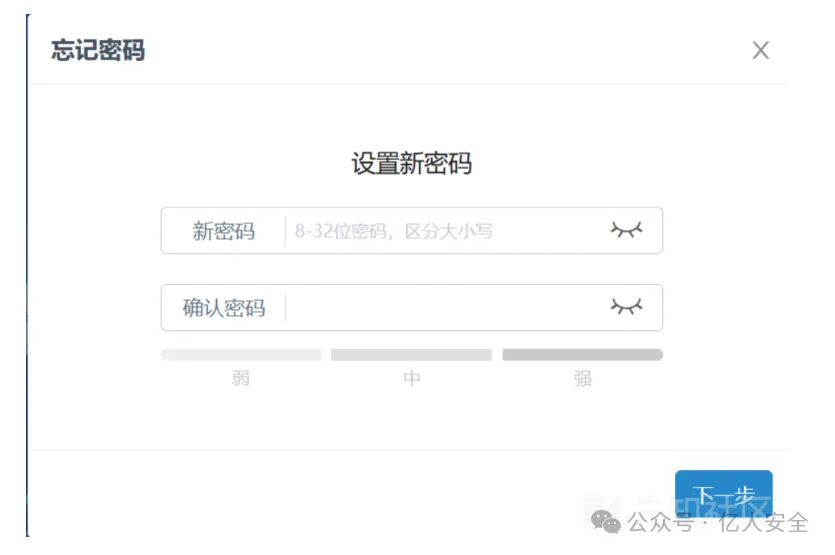 忘记密码
设置新密码
新密码 8-32位密码，区分大小写
确认密码
弱 中 强
下一步
公众号 · 亿人安全